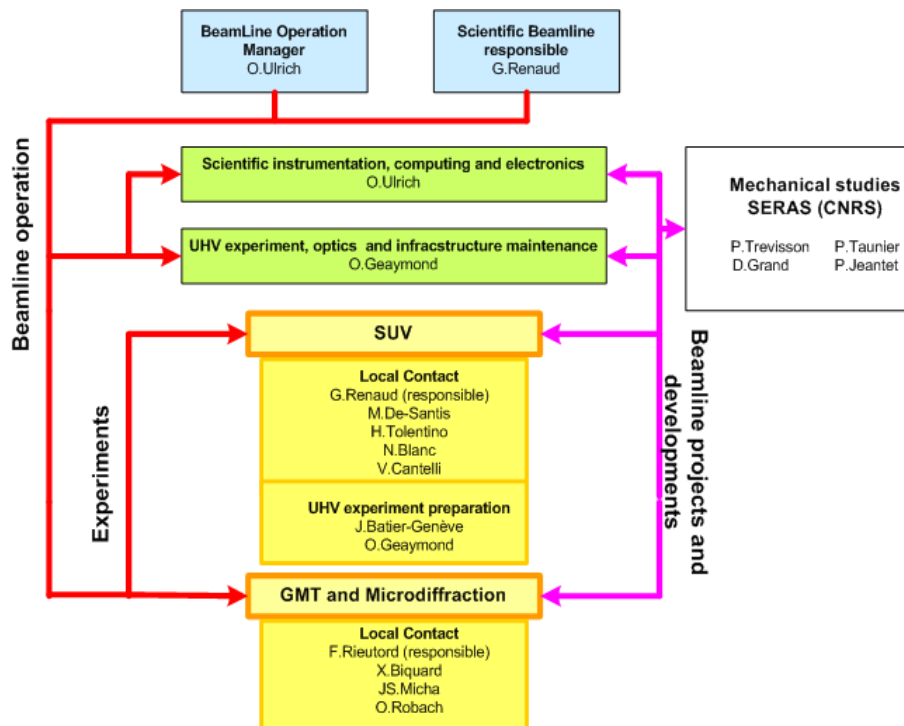 BeamLine Operation
Manager
O.Ulrich
Scientific Beamline
responsible
G.Renaud
Beamline operation
Scientific instrumentation, computing and electronics
O.Ulrich
UHV experiment, optics and infracstructure maintenance
O.Geaymond
Mechanical studies
SERAS (CNRS)
P.Trevisson P.Taunier
D.Grand P.Jeantet
Experiments
SUV
Local Contact
G.Renaud (responsible)
M.De-Santis
H.Tolentino
N.Blanc
V.Cantelli
UHV experiment preparation
J.Batier-Genève
O.Geaymond
Beamline projects and
developments
GMT and Microdiffraction
Local Contact
F.Rieutord (responsible)
X.Biquard
JS.Micha
O.Robach